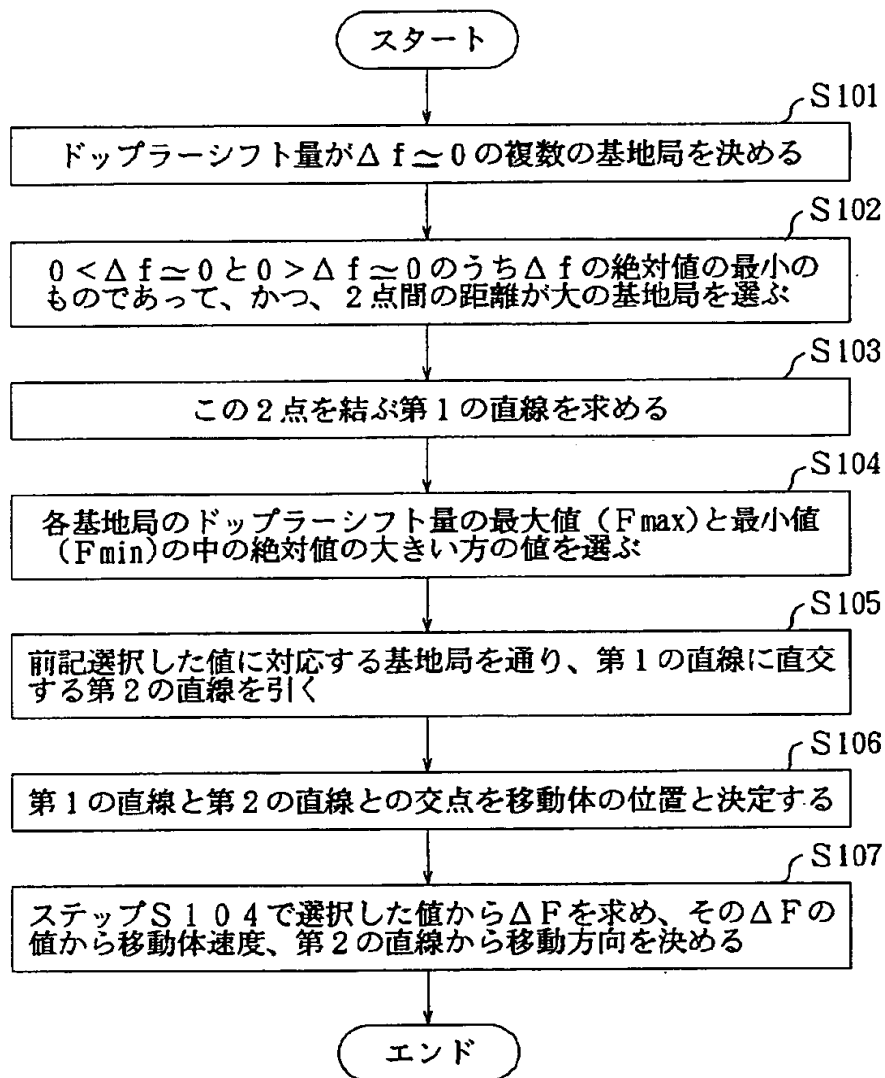 スタート
S101
ドップラーシフト量がΔf≃0の複数の基地局を決める
S102
0<Δf≃0と0>Δf≃0のうちΔfの絶対値の最小の
ものであって、かつ、2点間の距離が大の基地局を選ぶ
S103
この2点を結ぶ第1の直線を求める
S104
各基地局のドップラーシフト量の最大値(Fmax)と最小値
(Fmin)の中の絶対値の大きい方の値を選ぶ
S105
前記選択した値に対応する基地局を通り、第1の直線に直交
する第2の直線を引く
S106
第1の直線と第2の直線との交点を移動体の位置と決定する
S107
ステップS104で選択した値からΔFを求め、そのΔFの
値から移動体速度、第2の直線から移動方向を決める
エンド